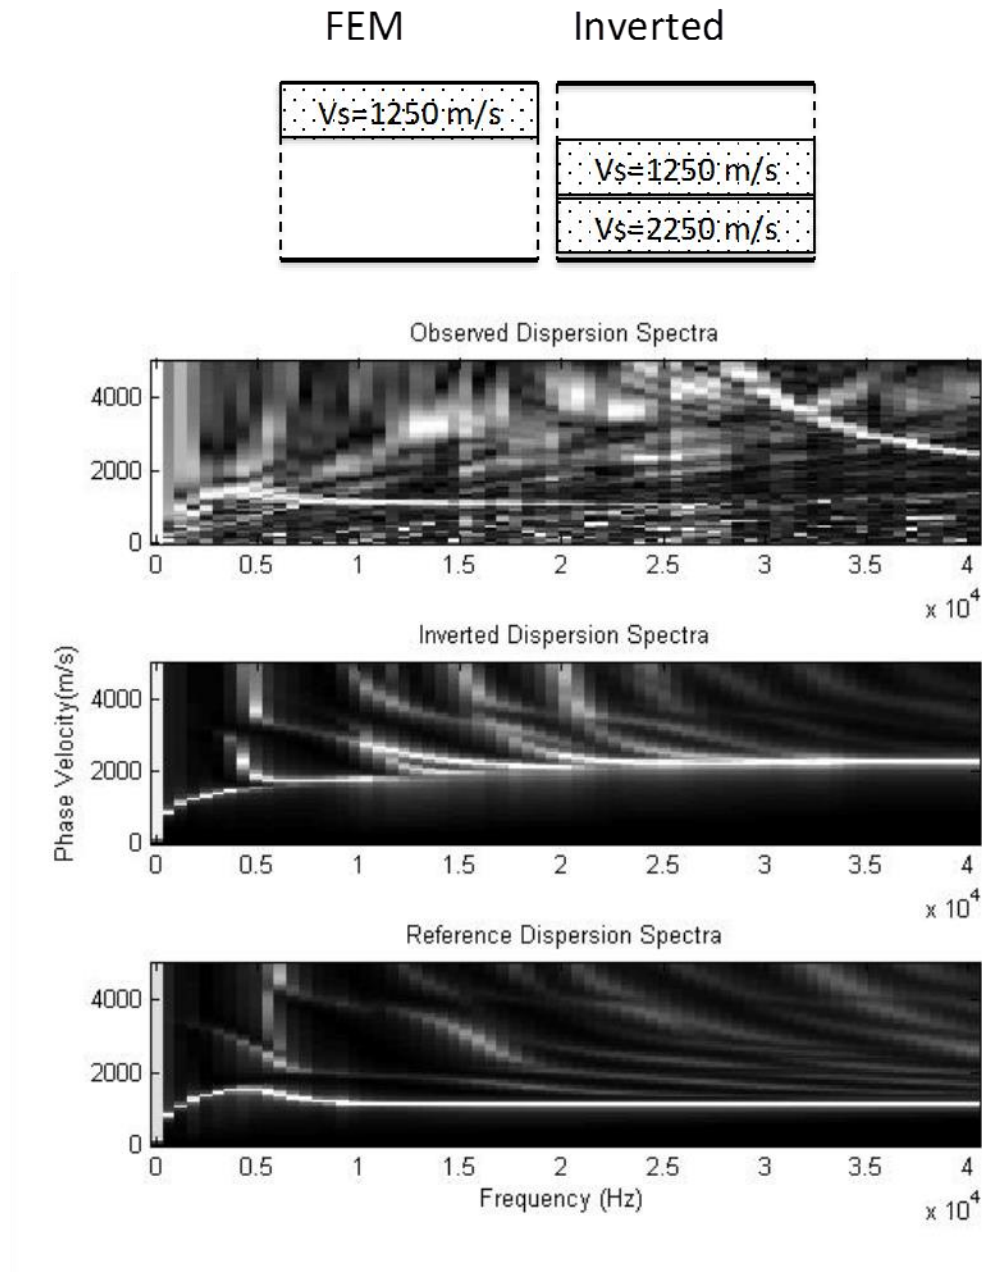 FEM Inverted
Vs=1250 m/s
Vs=1250 m/s
Vs=2250 m/s
Observed Dispersion Spectra
4000
2000
0
0 0.5 1 1.5 2 2.5 3 3.5 4
x 10^4
Inverted Dispersion Spectra
4000
2000
0
0 0.5 1 1.5 2 2.5 3 3.5 4
x 10^4
Phase Velocity(m/s)
Reference Dispersion Spectra
4000
2000
0
0 0.5 1 1.5 2 2.5 3 3.5 4
Frequency (Hz)
x 10^4